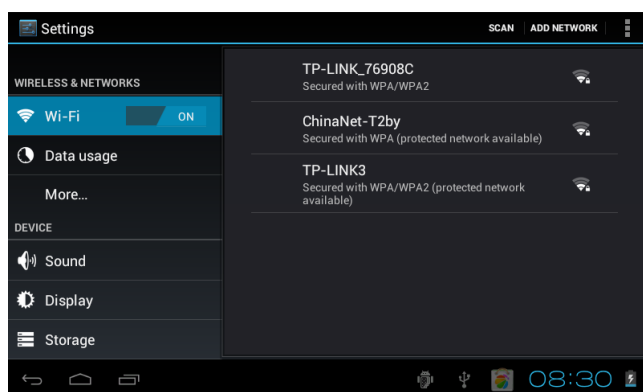 Settings
SCAN ADD NETWORK
WIRELESS & NETWORKS
Wi-Fi ON
Data usage
More...
DEVICE
Sound
Display
Storage
TP-LINK_76908C
Secured with WPA/WPA2
ChinaNet-T2by
Secured with WPA (protected network available)
TP-LINK3
Secured with WPA/WPA2 (protected network
available)
08:30